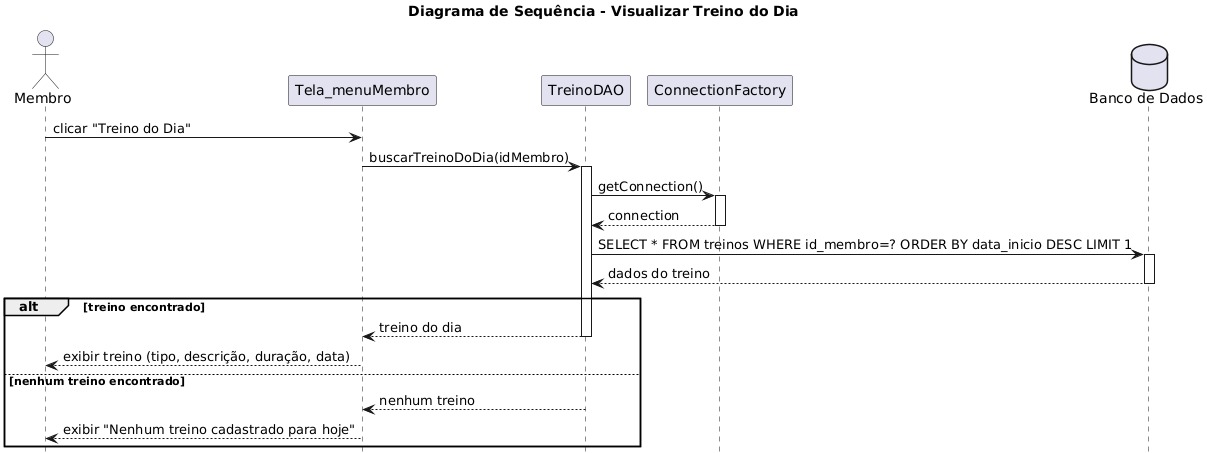 Diagrama de Sequência - Visualizar Treino do Dia
Membro
Tela_menuMembro
TreinoDAO
ConnectionFactory
Banco de Dados
clicar "Treino do Dia"
buscarTreinoDoDia(idMembro)
getConnection()
connection
SELECT * FROM treinos WHERE id_membro=? ORDER BY data_inicio DESC LIMIT 1
dados do treino
alt [treino encontrado]
treino do dia
exibir treino (tipo, descrição, duração, data)
[nenhum treino encontrado]
nenhum treino
exibir "Nenhum treino cadastrado para hoje"